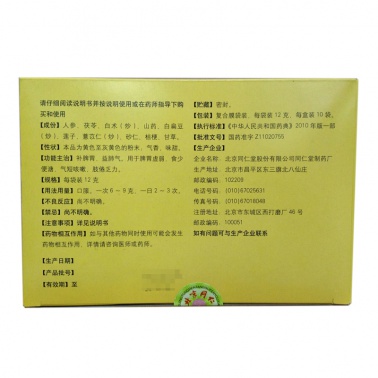 请仔细阅读说明书并按说明使用或在药师指导下购
买和使用
【成份】 人参、茯苓、白术（炒）、山药、白扁豆
（炒）、莲子、薏苡仁（炒）、砂仁、桔梗、甘草。
【性状】 本品为黄色至灰黄色的粉末，气香，味甜。
【功能主治】 补脾胃，益肺气。用于脾胃虚弱，食少
便溏，气短咳嗽，肢倦乏力。
【规格】 每袋装12克
【用法用量】 口服，一次6～9克，一日2～3次。
【不良反应】 尚不明确。
【禁忌】 尚不明确。
【注意事项】 详见说明书
【药物相互作用】 如与其他药物同时使用可能会发生
药物相互作用，详情请咨询医师或药师。
【生产日期】
【产品批号】
【有效期】 至
【贮藏】 密封。
【包装】 复合膜袋装，每袋装12克，每盒装10袋。
【执行标准】 《中华人民共和国药典》2010年版一部
【批准文号】 国药准字Z11020755
【生产企业】
企业名称：北京同仁堂股份有限公司同仁堂制药厂
生产地址：北京市昌平区东三旗北八仙庄
邮政编码：102209
电话号码：(010)67025631
传真号码：(010)67018048
注册地址：北京市东城区西打磨厂46号
邮政编码：100051
如有问题可与生产企业联系